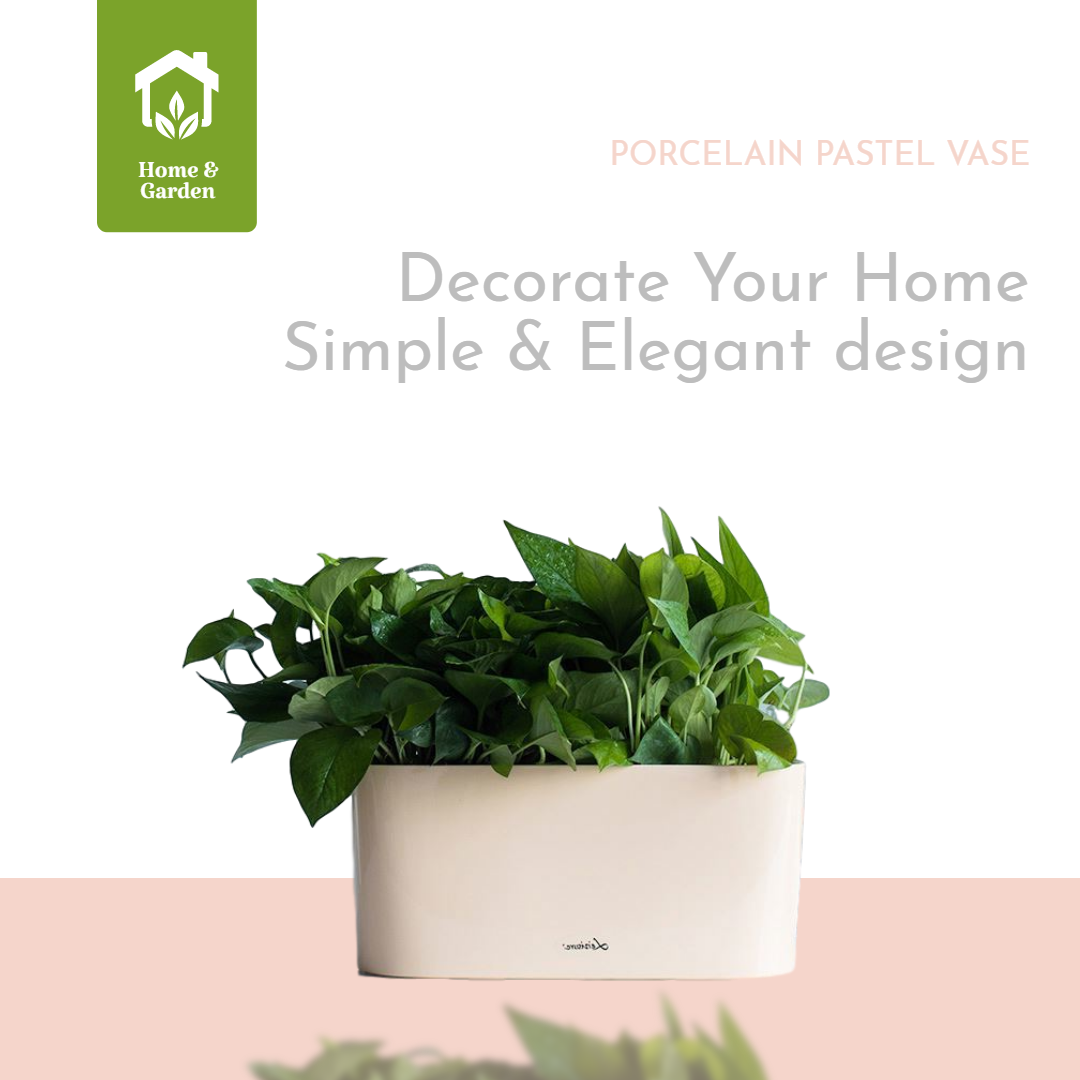 Home &
Garden
PORCELAIN PASTEL VASE
Decorate Your Home
Simple & Elegant design